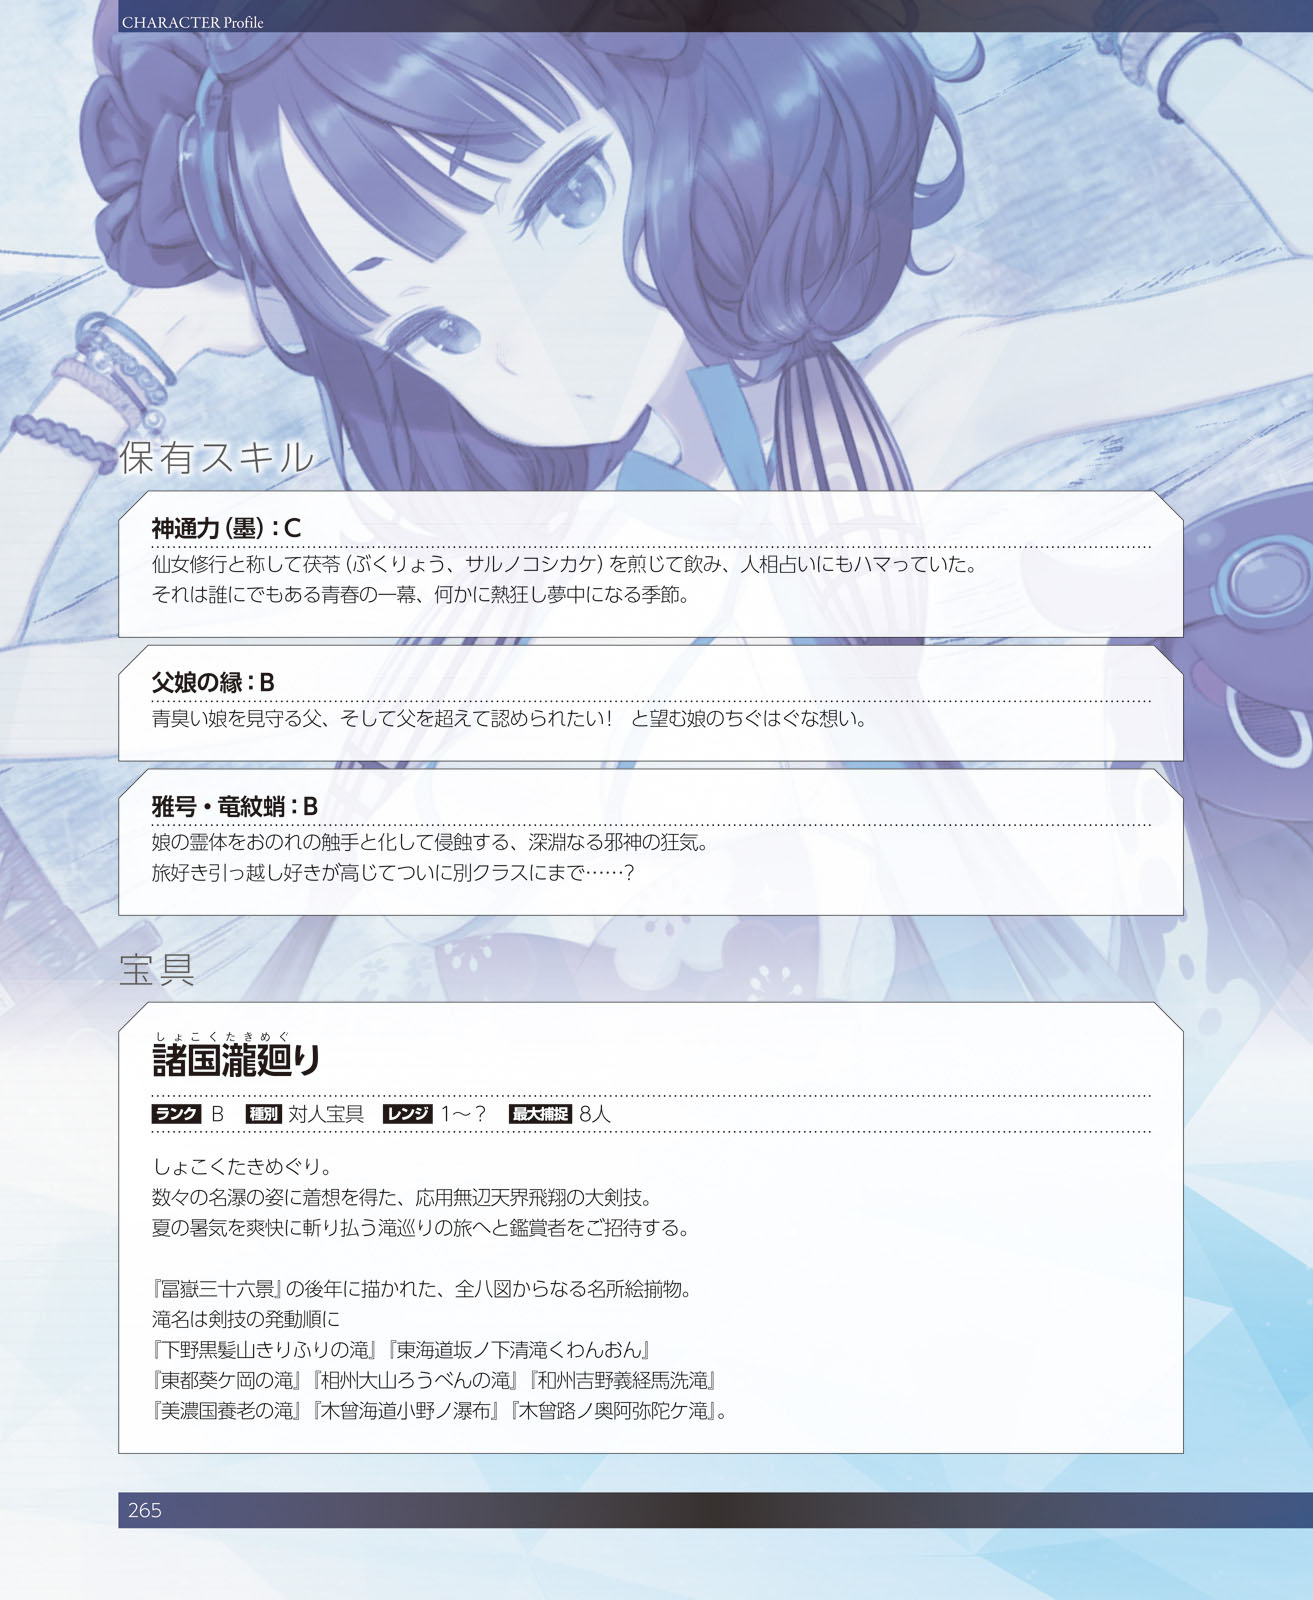 CHARACTER Profile
保有スキル
神通力（墨）：C
仙女修行と称して茯苓（ぶくりょう、サルノコシカケ）を煎じて飲み、人相占いにもハマっていた。
それは誰にでもある青春の一幕、何かに熱狂し夢中になる季節。
父娘の縁：B
青臭い娘を見守る父、そして父を超えて認められたい！　と望む娘のちぐはぐな想い。
雅号・竜紋蛸：B
娘の霊体をおのれの触手と化して侵蝕する、深淵なる邪神の狂気。
旅好き引っ越し好きが高じてついに別クラスにまで……？
宝具
しょこくたきめぐ
諸国瀧廻り
ランク B 種別 対人宝具 レンジ 1～？ 最大捕捉 8人
しょこくたきめぐり。
数々の名瀑の姿に着想を得た、応用無辺天界飛翔の大剣技。
夏の暑気を爽快に斬り払う滝巡りの旅へと鑑賞者をご招待する。
『冨嶽三十六景』の後年に描かれた、全八図からなる名所絵揃物。
滝名は剣技の発動順に
『下野黒髪山きりふりの滝』『東海道坂ノ下清滝くわんおん』
『東都葵ケ岡の滝』『相州大山ろうべんの滝』『和州吉野義経馬洗滝』
『美濃国養老の滝』『木曾海道小野ノ瀑布』『木曾路ノ奥阿弥陀ケ滝』。
265